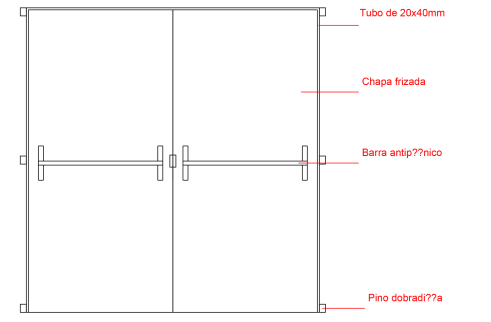 Tubo de 20x40mm
Chapa frizada
Barra antip??nico
Pino dobradi??a